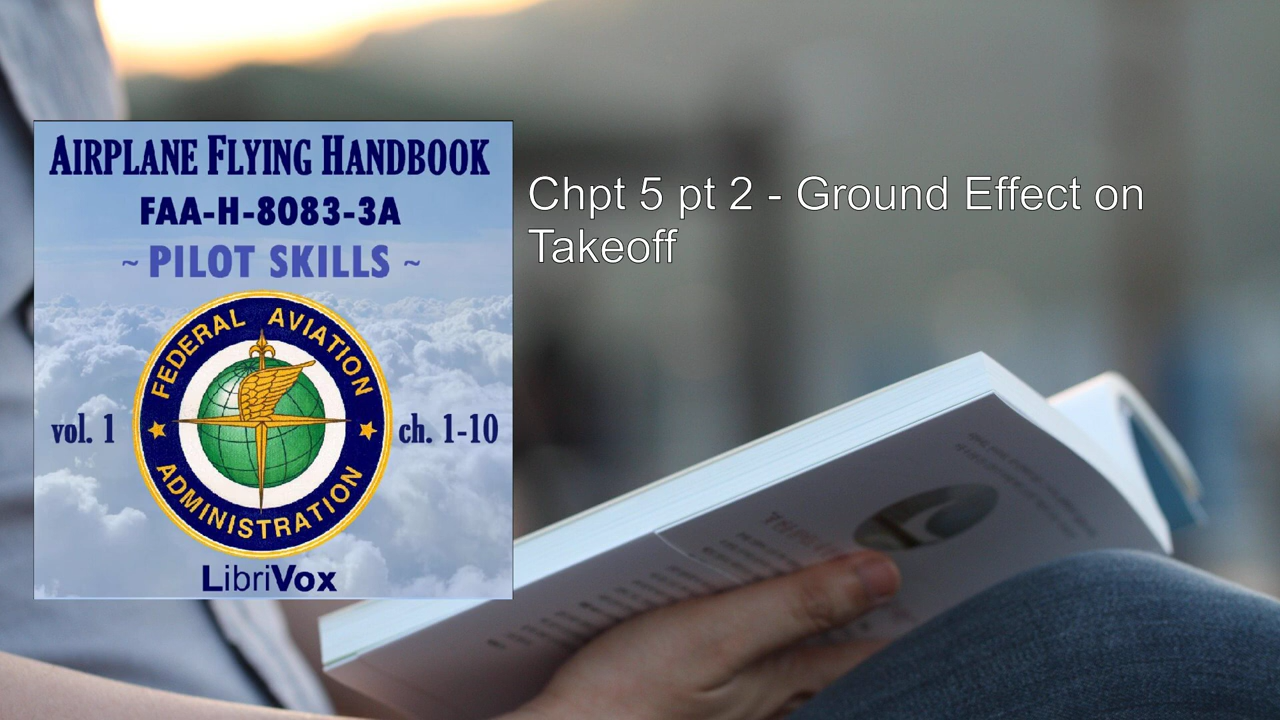 AIRPLANE FLYING HANDBOOK
FAA-H-8083-3A
~ PILOT SKILLS ~
FEDERAL AVIATION
ADMINISTRATION
vol. 1
ch. 1-10
LibriVox
Chpt 5 pt 2 - Ground Effect on
Takeoff